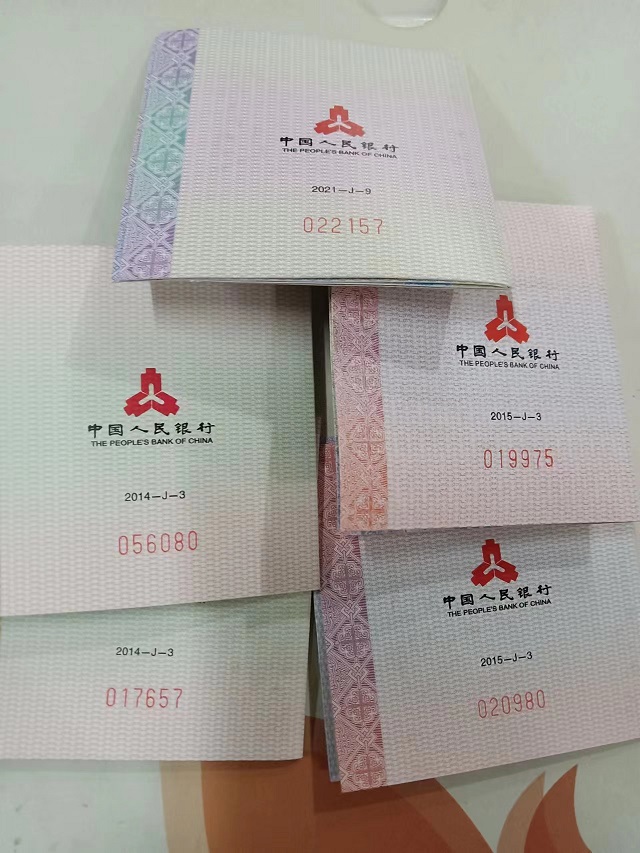 中国人民银行
THE PEOPLE'S BANK OF CHINA
2021-J-9
022157
中国人民银行
THE PEOPLE'S BANK OF CHINA
2015-J-3
019975
中国人民银行
THE PEOPLE'S BANK OF CHINA
2014-J-3
056080
中国人民银行
THE PEOPLE'S BANK OF CHINA
2015-J-3
020980
2014-J-3
017657